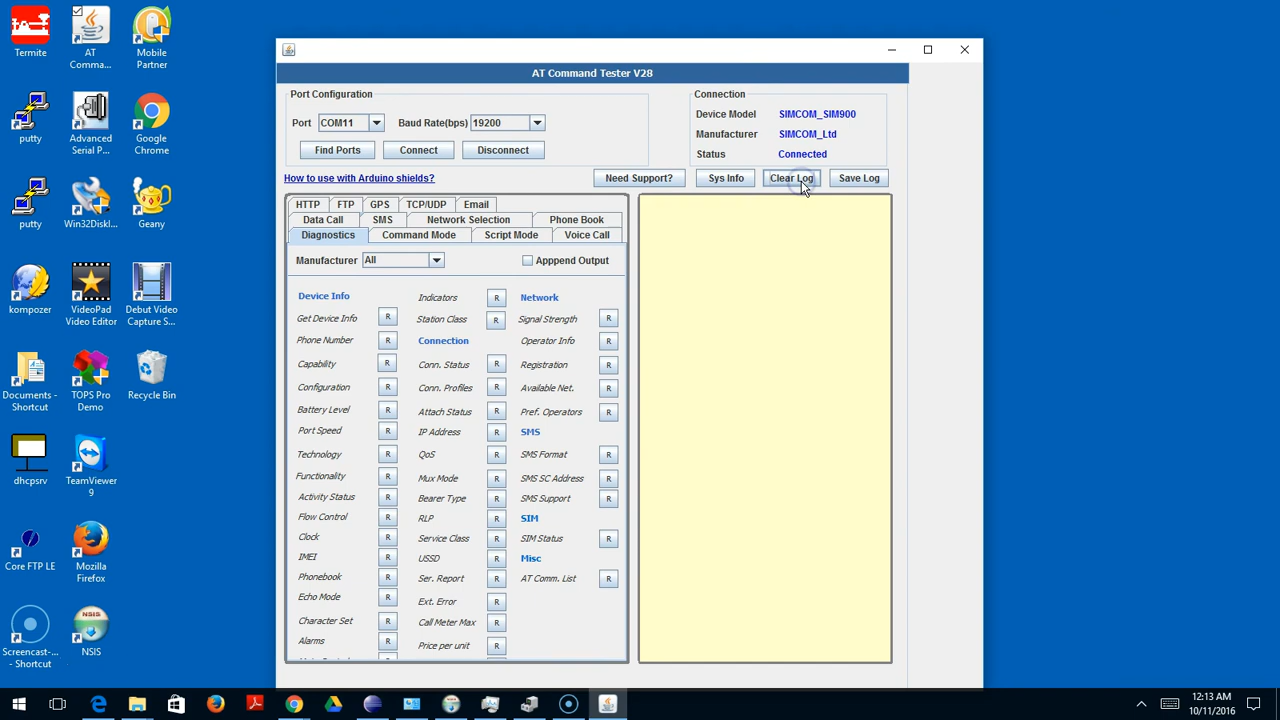 Termite
AT Comma...
Mobile Partner
putty
Advanced Serial P...
Google Chrome
putty
Win32DiskI...
Geany
kompozer
VideoPad Video Editor
Debut Video Capture S...
Documents - Shortcut
TOPS Pro Demo
Recycle Bin
dhcpsrv
TeamViewer 9
Core FTP LE
Mozilla Firefox
Screencast-... - Shortcut
NSIS
AT Command Tester V28
Port Configuration
Port COM11 Baud Rate(bps) 19200
Find Ports Connect Disconnect
Connection
Device Model SIMCOM_SIM900
Manufacturer SIMCOM_Ltd
Status Connected
How to use with Arduino shields?
Need Support? Sys Info Clear Log Save Log
HTTP FTP GPS TCP/UDP Email
Data Call SMS Network Selection Phone Book
Diagnostics Command Mode Script Mode Voice Call
Manufacturer All Apppend Output
Device Info
Get Device Info R
Phone Number R
Capability R
Configuration R
Battery Level R
Port Speed R
Technology R
Functionality R
Activity Status R
Flow Control R
Clock R
IMEI R
Phonebook R
Echo Mode R
Character Set R
Alarms R
Indicators R
Station Class R
Connection
Conn. Status R
Conn. Profiles R
Attach Status R
IP Address R
QoS R
Mux Mode R
Bearer Type R
RLP R
Service Class R
USSD R
Ser. Report R
Ext. Error R
Call Meter Max R
Price per unit R
Network
Signal Strength R
Operator Info R
Registration R
Available Net. R
Pref. Operators R
SMS
SMS Format R
SMS SC Address R
SMS Support R
SIM
SIM Status R
Misc
AT Comm. List R
12:13 AM
10/11/2016